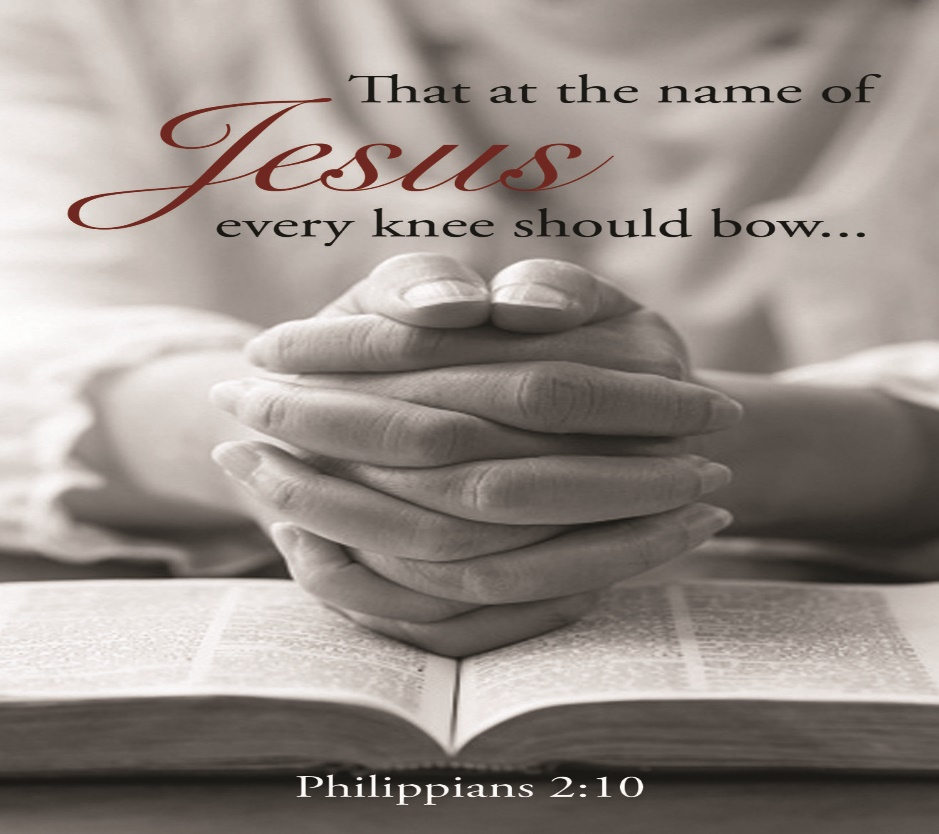 That at the name of
Jesus
every knee should bow...
Philippians 2:10